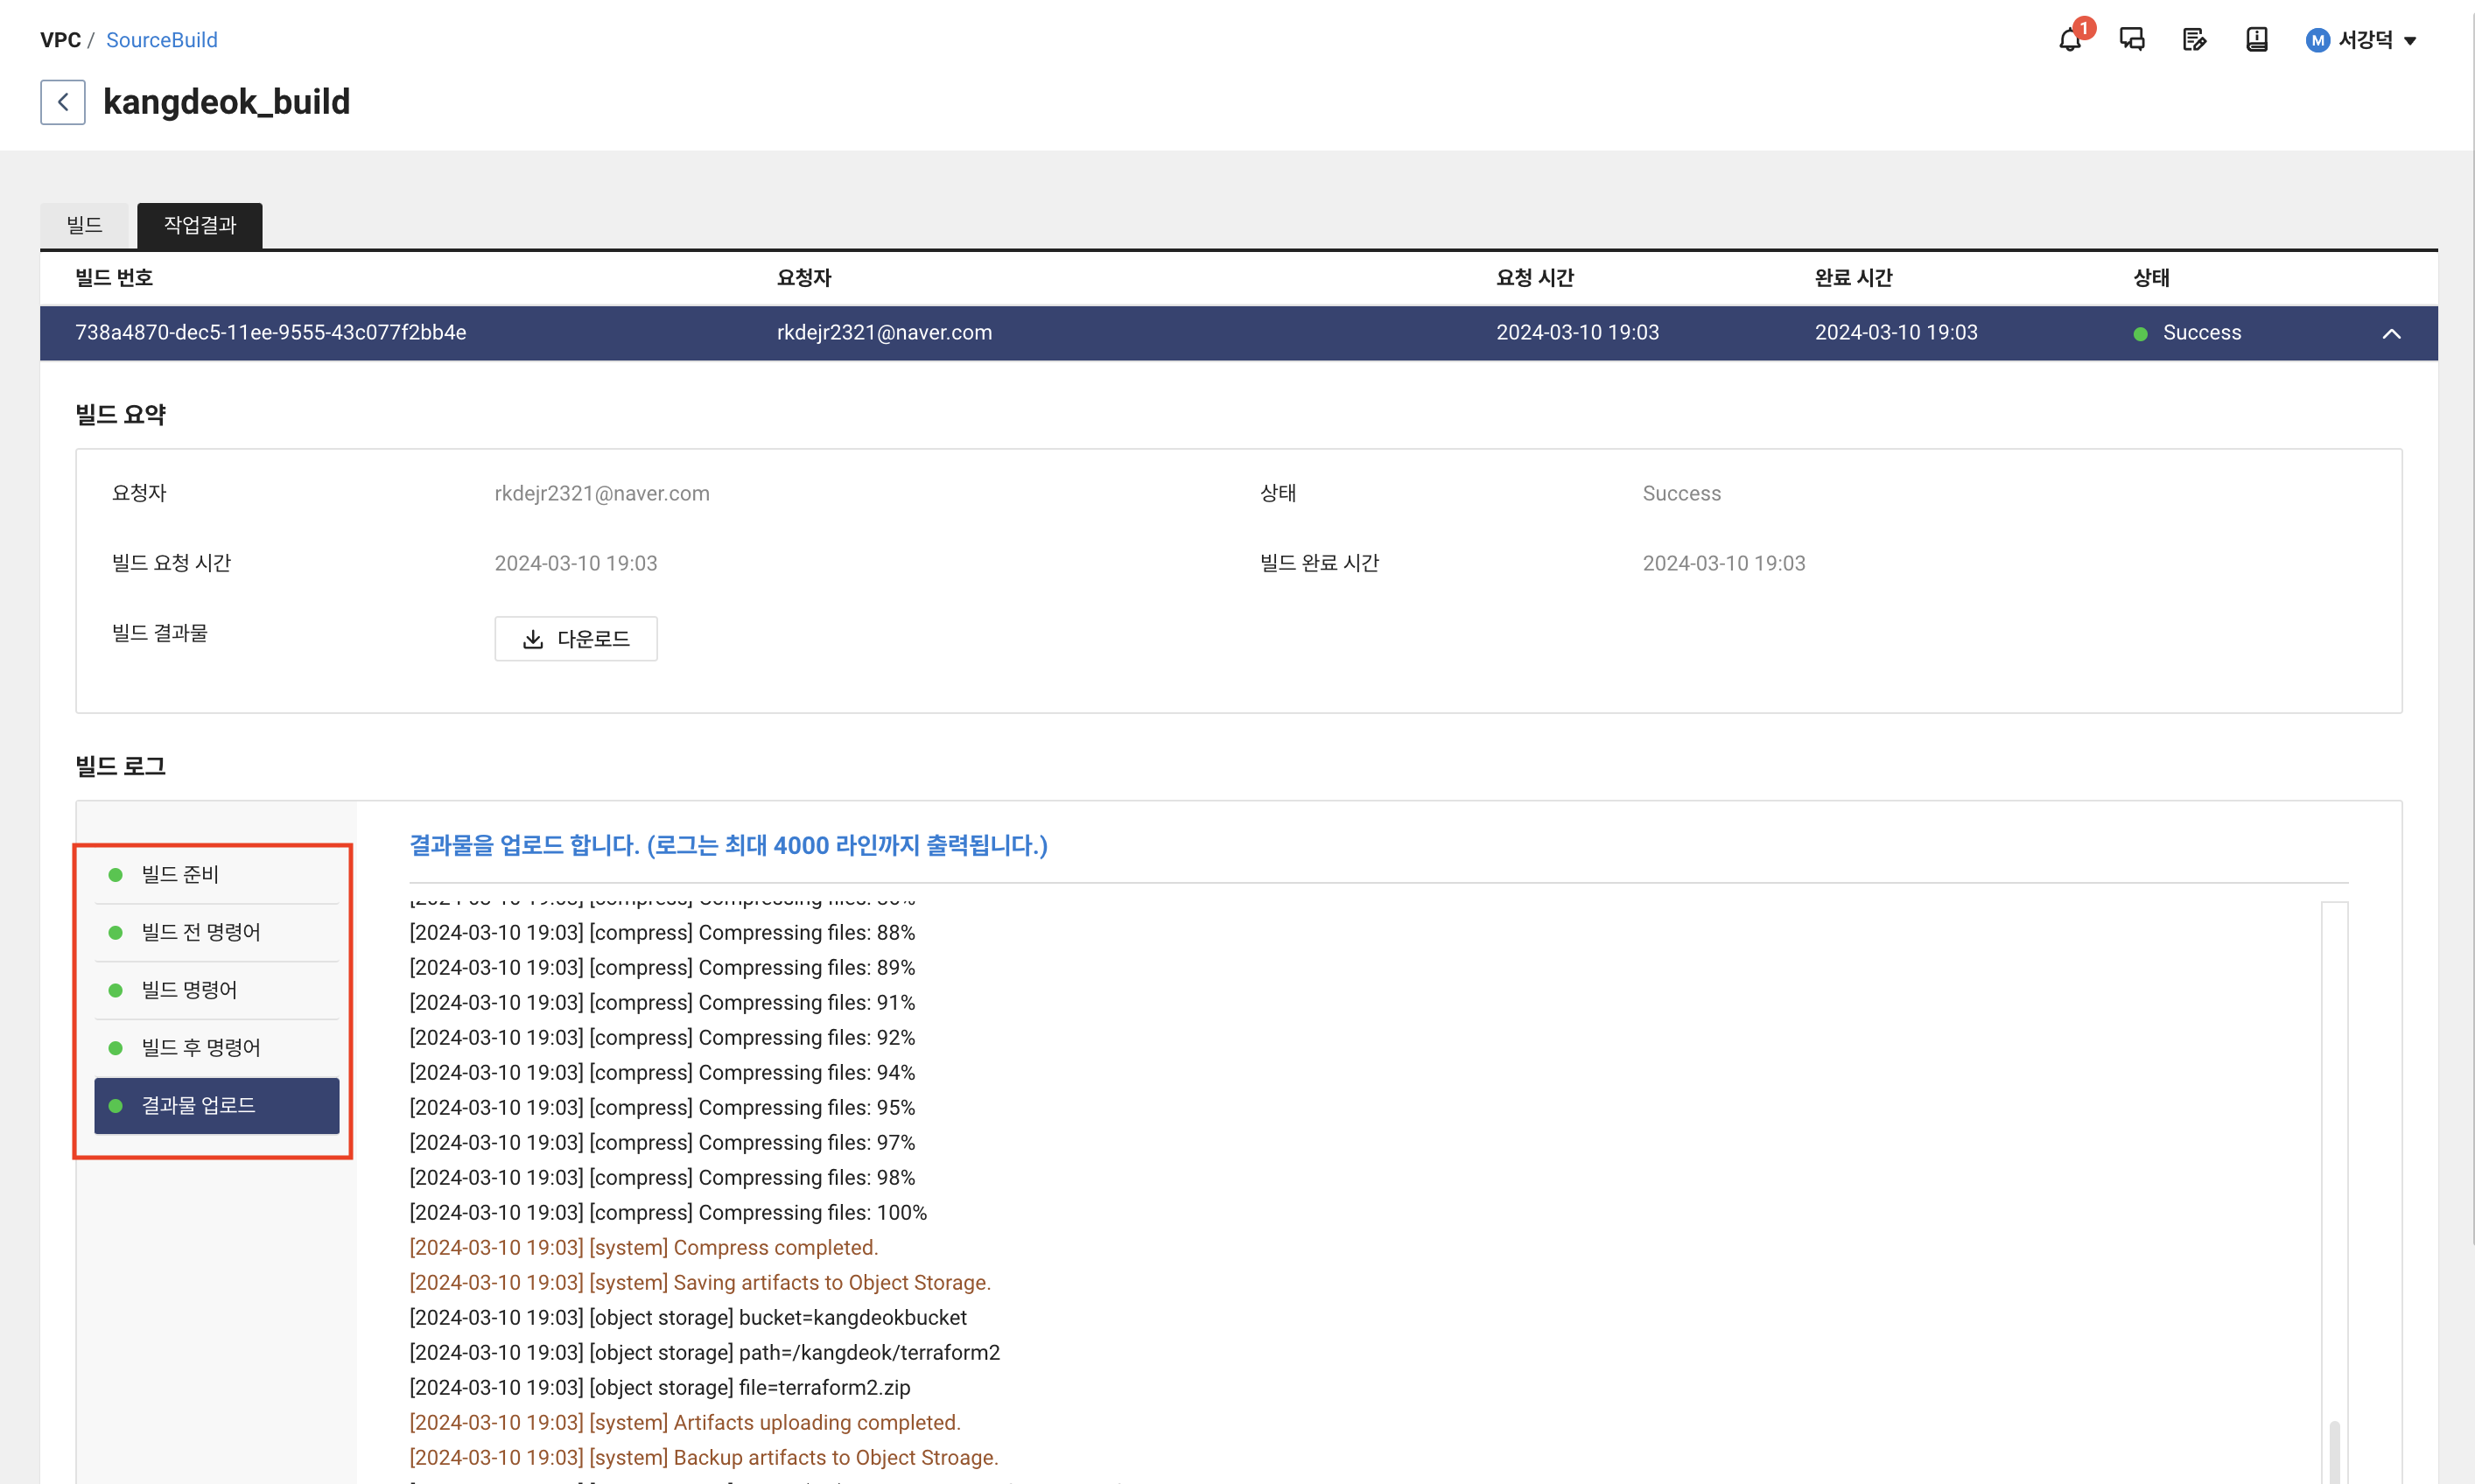 VPC / SourceBuild
1
M 서강덕
kangdeok_build
빌드 작업결과
빌드 번호 요청자 요청 시간 완료 시간 상태
738a4870-dec5-11ee-9555-43c077f2bb4e rkdejr2321@naver.com 2024-03-10 19:03 2024-03-10 19:03 Success
빌드 요약
요청자 rkdejr2321@naver.com 상태 Success
빌드 요청 시간 2024-03-10 19:03 빌드 완료 시간 2024-03-10 19:03
빌드 결과물 다운로드
빌드 로그
빌드 준비
빌드 전 명령어
빌드 명령어
빌드 후 명령어
결과물 업로드
결과물을 업로드 합니다. (로그는 최대 4000 라인까지 출력됩니다.)
[2024-03-10 19:03] [compress] Compressing files: 88%
[2024-03-10 19:03] [compress] Compressing files: 89%
[2024-03-10 19:03] [compress] Compressing files: 91%
[2024-03-10 19:03] [compress] Compressing files: 92%
[2024-03-10 19:03] [compress] Compressing files: 94%
[2024-03-10 19:03] [compress] Compressing files: 95%
[2024-03-10 19:03] [compress] Compressing files: 97%
[2024-03-10 19:03] [compress] Compressing files: 98%
[2024-03-10 19:03] [compress] Compressing files: 100%
[2024-03-10 19:03] [system] Compress completed.
[2024-03-10 19:03] [system] Saving artifacts to Object Storage.
[2024-03-10 19:03] [object storage] bucket=kangdeokbucket
[2024-03-10 19:03] [object storage] path=/kangdeok/terraform2
[2024-03-10 19:03] [object storage] file=terraform2.zip
[2024-03-10 19:03] [system] Artifacts uploading completed.
[2024-03-10 19:03] [system] Backup artifacts to Object Stroage.